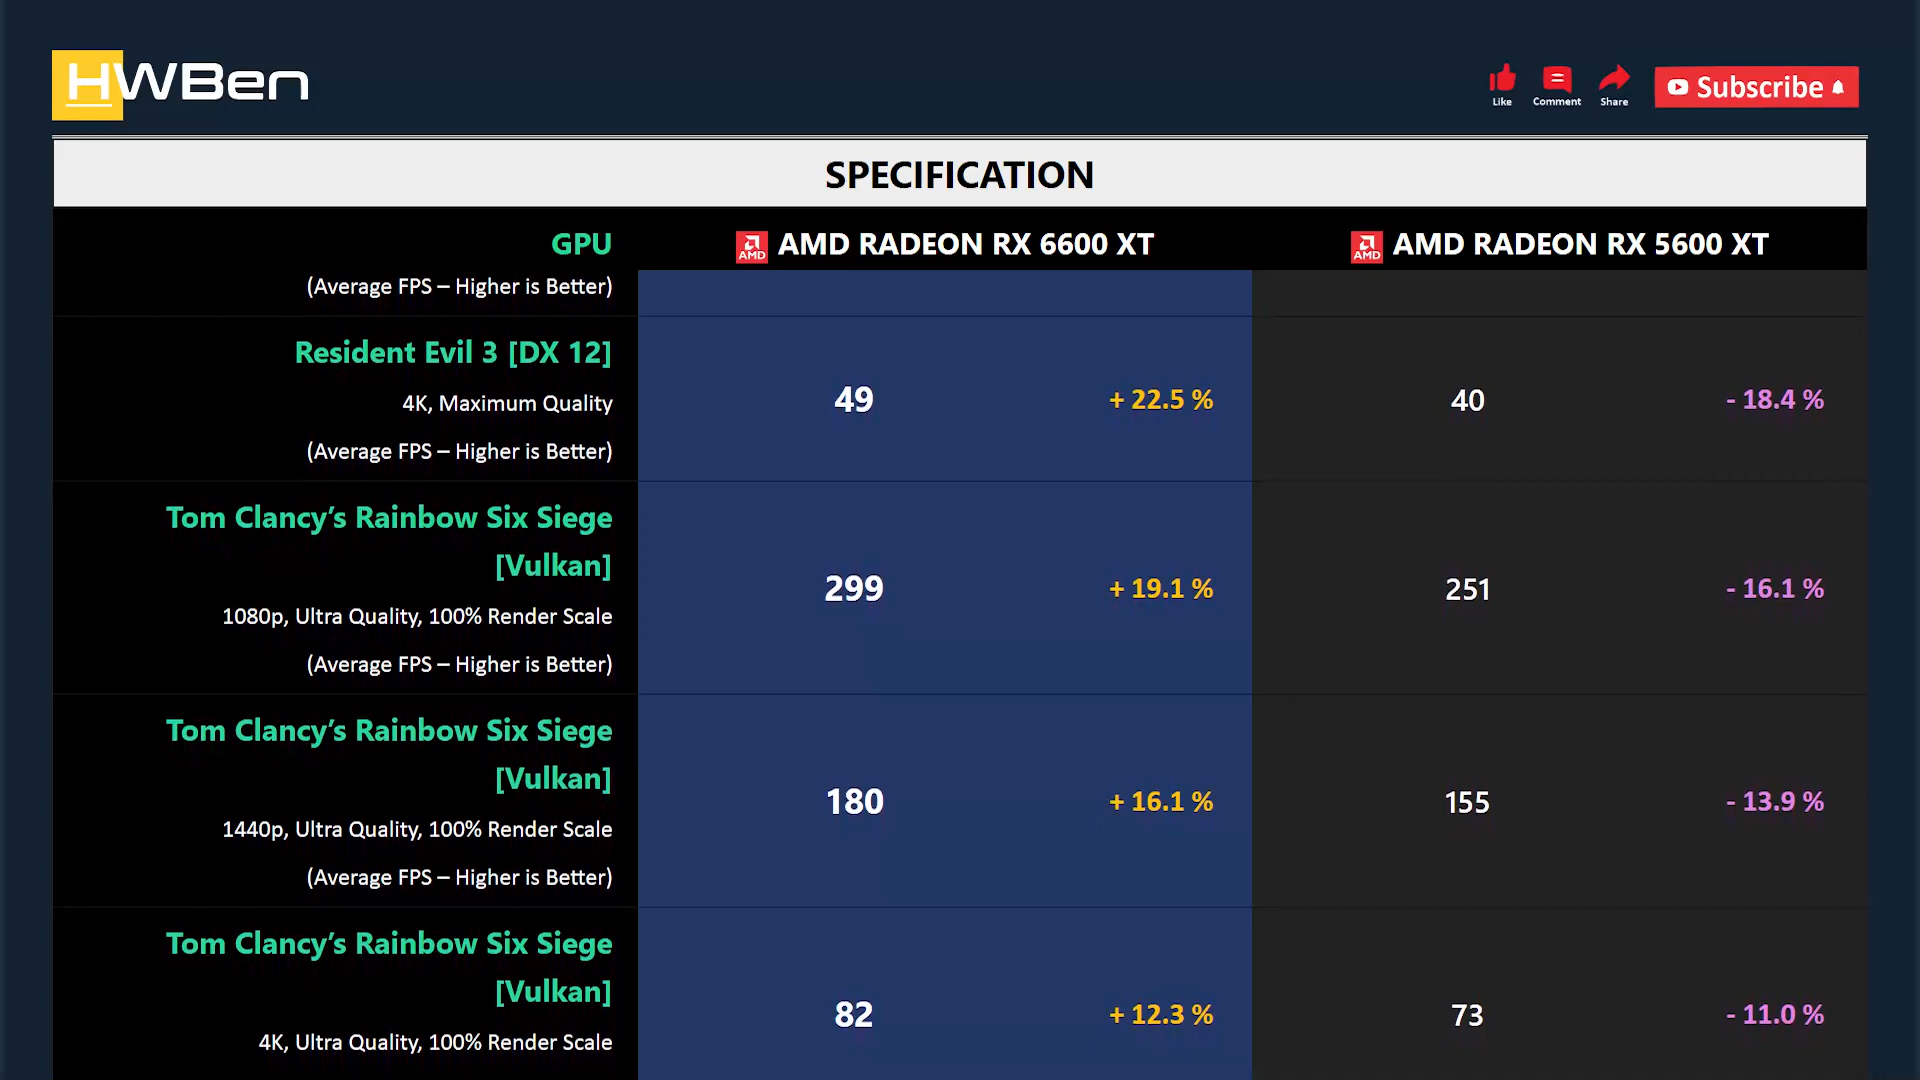 HWBen
Like
Comment
Share
Subscribe
SPECIFICATION
GPU
AMD AMD RADEON RX 6600 XT
AMD AMD RADEON RX 5600 XT
(Average FPS – Higher is Better)
Resident Evil 3 [DX 12]
4K, Maximum Quality
(Average FPS – Higher is Better)
49
+ 22.5 %
40
- 18.4 %
Tom Clancy’s Rainbow Six Siege
[Vulkan]
1080p, Ultra Quality, 100% Render Scale
(Average FPS – Higher is Better)
299
+ 19.1 %
251
- 16.1 %
Tom Clancy’s Rainbow Six Siege
[Vulkan]
1440p, Ultra Quality, 100% Render Scale
(Average FPS – Higher is Better)
180
+ 16.1 %
155
- 13.9 %
Tom Clancy’s Rainbow Six Siege
[Vulkan]
4K, Ultra Quality, 100% Render Scale
82
+ 12.3 %
73
- 11.0 %